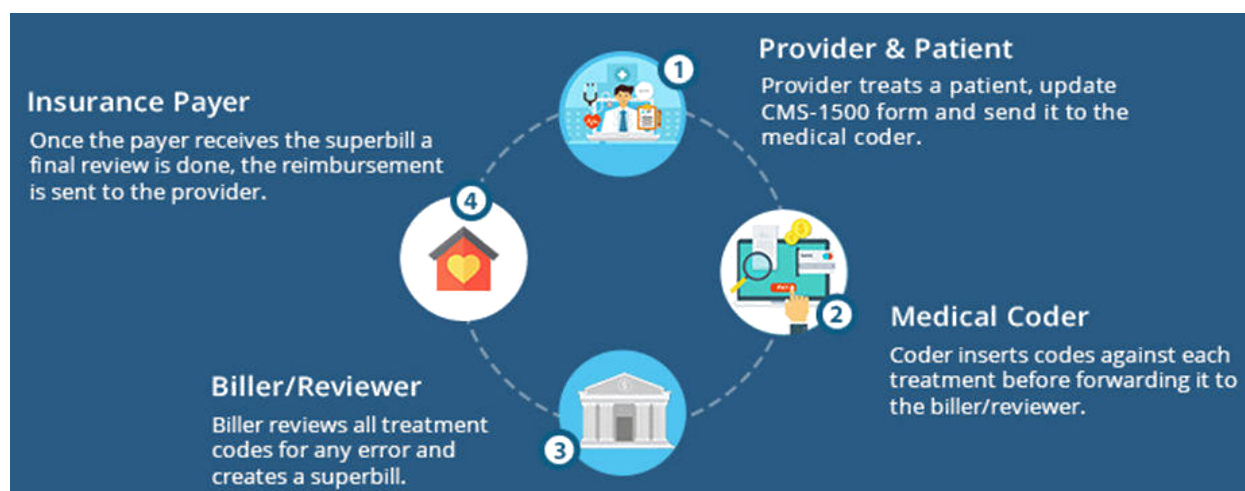 1
Provider & Patient
Provider treats a patient, update
CMS-1500 form and send it to the
medical coder.
2
Medical Coder
Coder inserts codes against each
treatment before forwarding it to
the biller/reviewer.
3
Biller/Reviewer
Biller reviews all treatment
codes for any error and
creates a superbill.
4
Insurance Payer
Once the payer receives the superbill a
final review is done, the reimbursement
is sent to the provider.